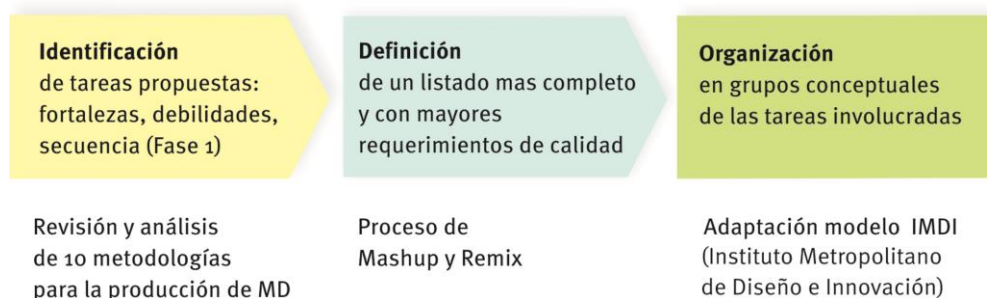 Identificación
de tareas propuestas:
fortalezas, debilidades,
secuencia (Fase 1)
Definición
de un listado mas completo
y con mayores
requerimientos de calidad
Organización
en grupos conceptuales
de las tareas involucradas
Revisión y análisis
de 10 metodologías
para la producción de MD
Proceso de
Mashup y Remix
Adaptación modelo IMDI
(Instituto Metropolitano
de Diseño e Innovación)